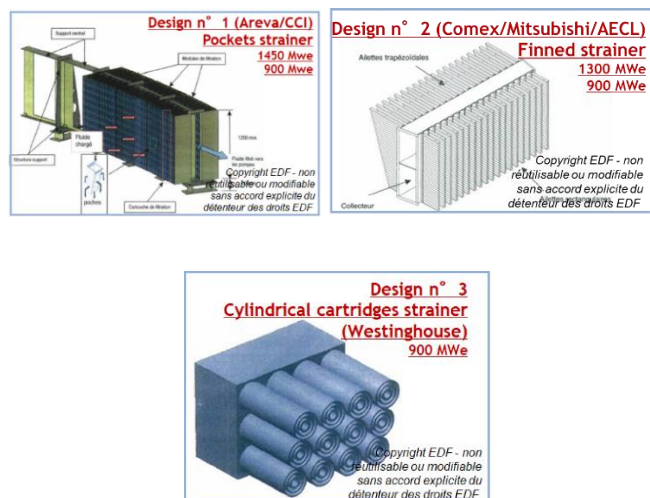 Design n° 1 (Areva/CCI)
Pockets strainer
1450 Mwe
900 Mwe
Support central
Modules de filtration
Fluide chargé
1200 mm
Structure support
Fluide filtré vers les pompes
poches
Cartouche de filtration
Copyright EDF - non
réutilisable ou modifiable
sans accord explicite du
détenteur des droits EDF
Design n° 2 (Comex/Mitsubishi/AECL)
Finned strainer
1300 MWe
900 MWe
Ailettes trapézoïdales
Collecteur
Ailettes rectangulaires
Copyright EDF - non
réutilisable ou modifiable
sans accord explicite du
détenteur des droits EDF
Design n° 3
Cylindrical cartridges strainer
(Westinghouse)
900 MWe
Copyright EDF - non
réutilisable ou modifiable
sans accord explicite du
détenteur des droits EDF